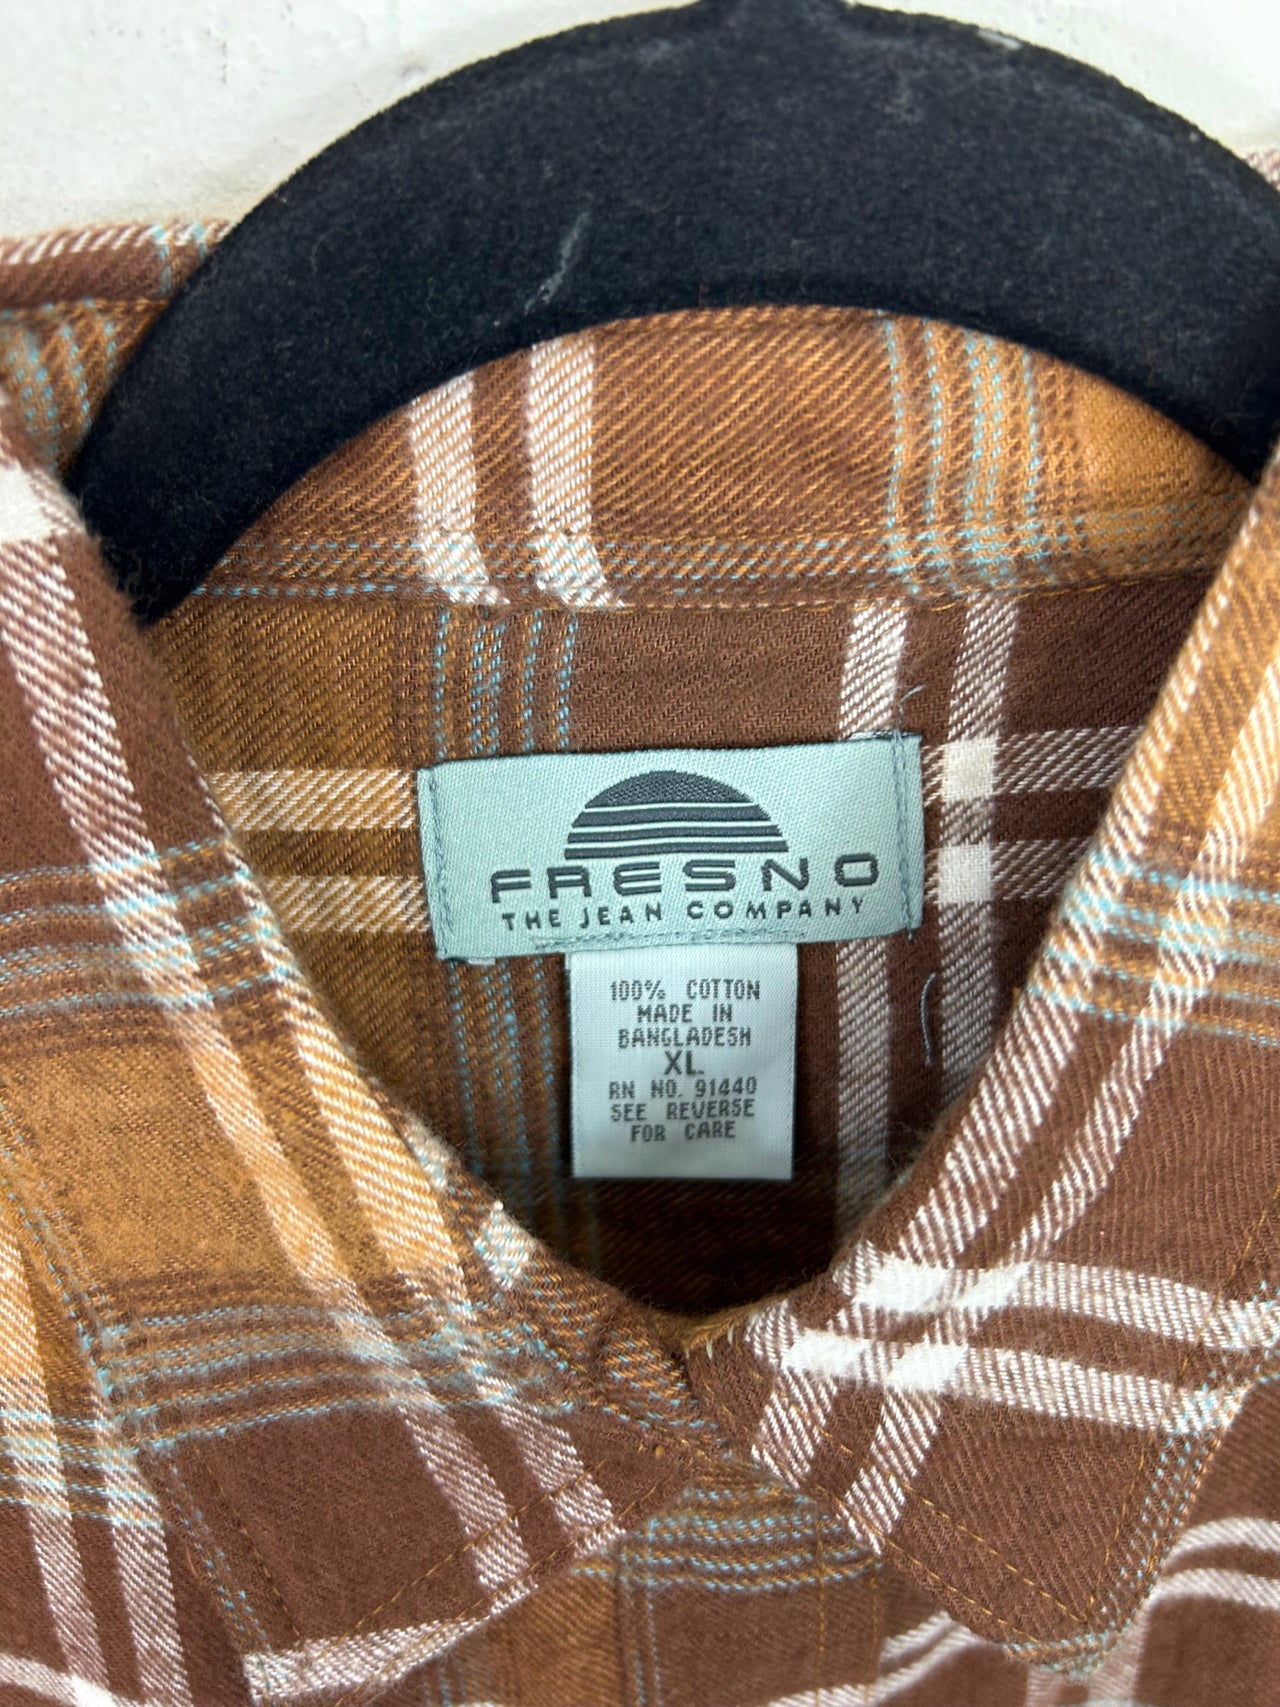 FRESNO
THE JEAN COMPANY
100% COTTON
MADE IN
BANGLADESH
XL
RN NO. 91440
SEE REVERSE
FOR CARE